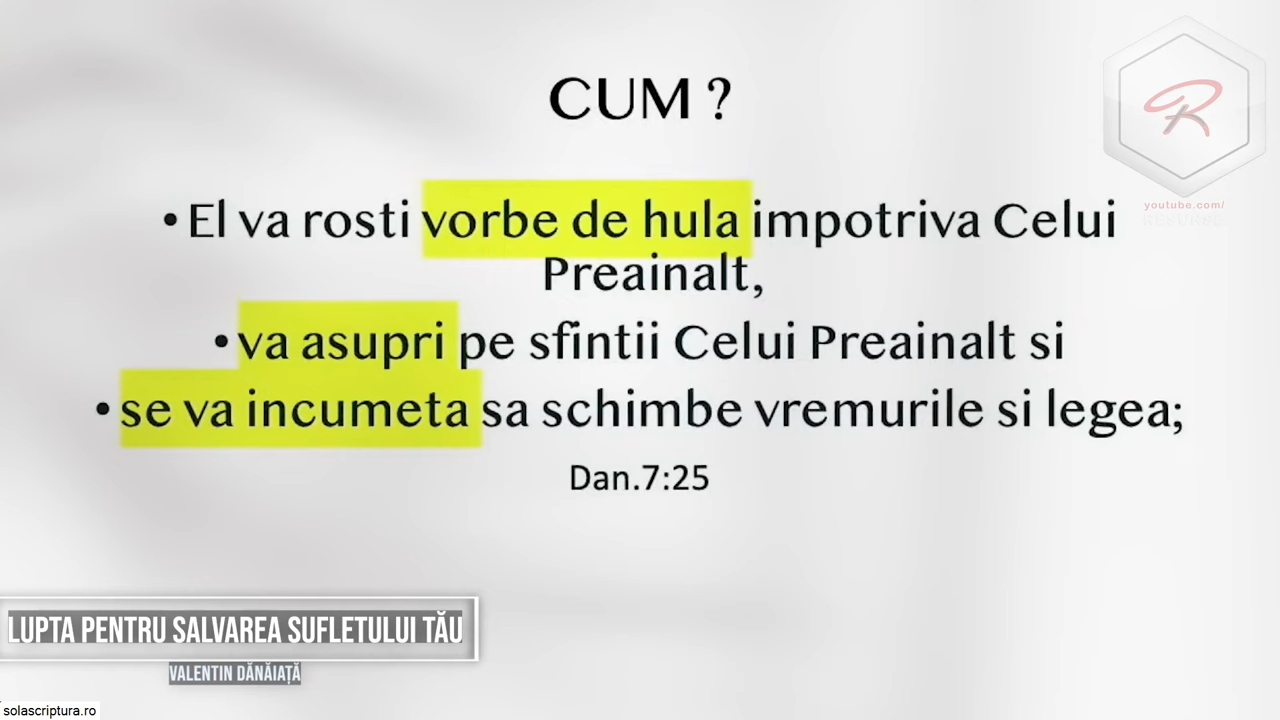 CUM ?
• El va rosti vorbe de hula impotriva Celui
Preainalt,
• va asupri pe sfintii Celui Preainalt si
• se va incumeta sa schimbe vremurile si legea;
Dan.7:25
R
youtube.com/
LUPTA PENTRU SALVAREA SUFLETULUI TĂU
VALENTIN DĂNĂIAȚĂ
solascriptura.ro